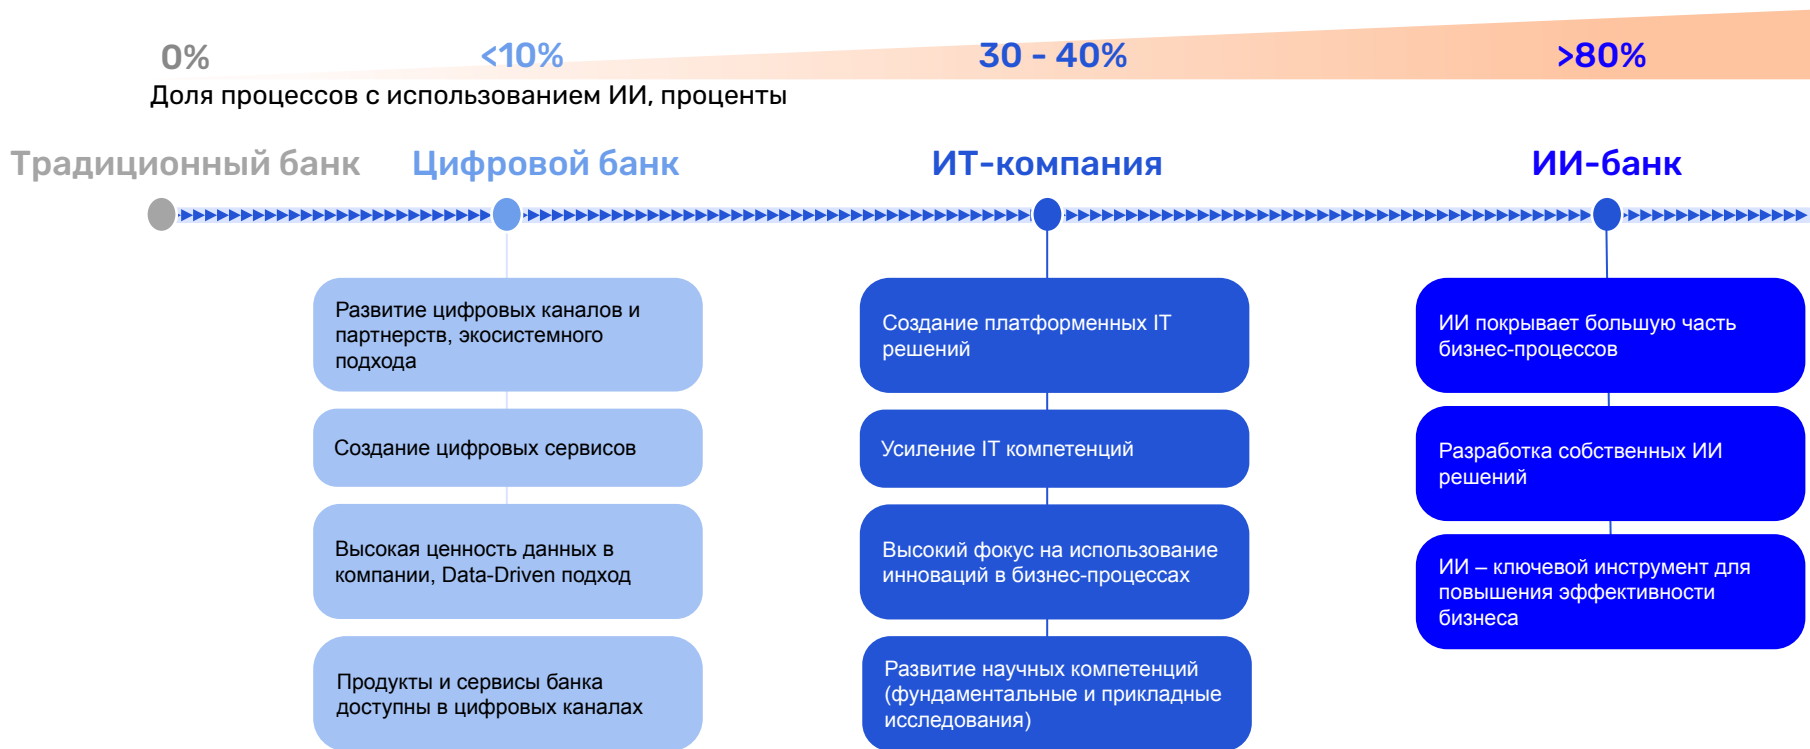 0%
<10%
30 - 40%
>80%
Доля процессов с использованием ИИ, проценты
Традиционный банк
Цифровой банк
ИТ-компания
ИИ-банк
Развитие цифровых каналов и
партнерств, экосистемного
подхода
Создание цифровых сервисов
Высокая ценность данных в
компании, Data-Driven подход
Продукты и сервисы банка
доступны в цифровых каналах
Создание платформенных IT
решений
Усиление IT компетенций
Высокий фокус на использование
инноваций в бизнес-процессах
Развитие научных компетенций
(фундаментальные и прикладные
исследования)
ИИ покрывает большую часть
бизнес-процессов
Разработка собственных ИИ
решений
ИИ – ключевой инструмент для
повышения эффективности
бизнеса